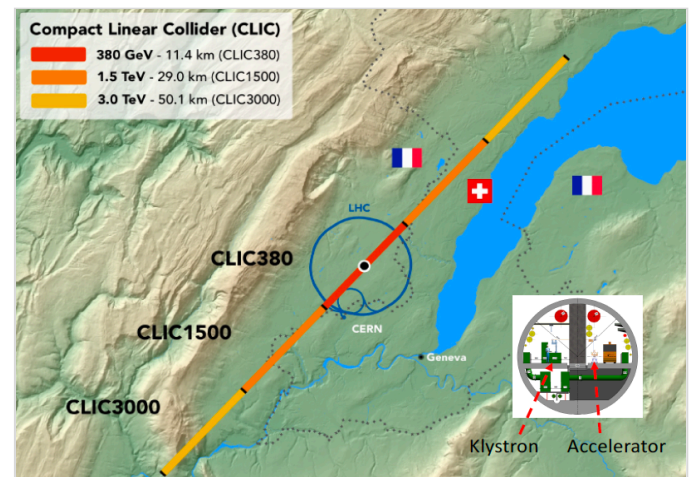 Compact Linear Collider (CLIC)
380 GeV - 11.4 km (CLIC380)
1.5 TeV - 29.0 km (CLIC1500)
3.0 TeV - 50.1 km (CLIC3000)
LHC
CLIC380
CLIC1500
CERN
Geneva
CLIC3000
Klystron Accelerator